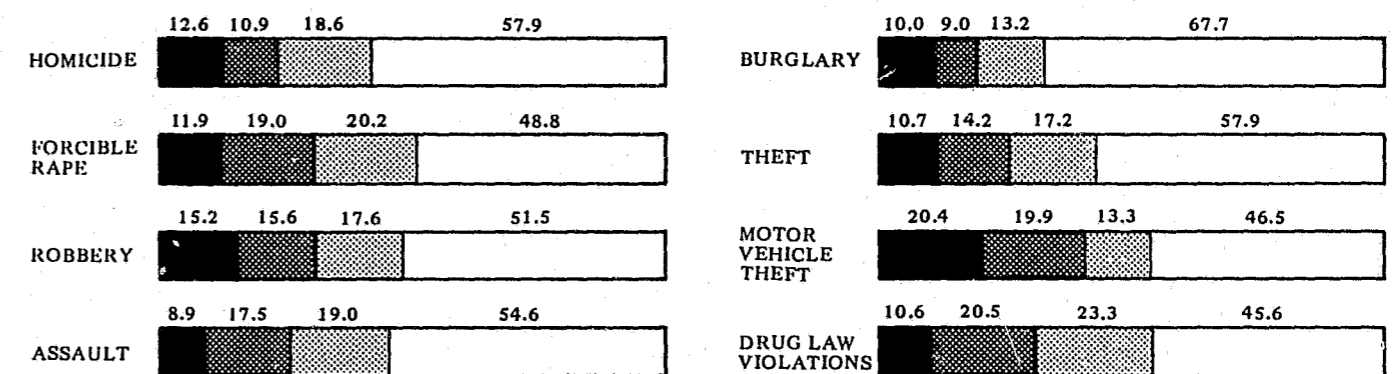 12.6 10.9 18.6 57.9
HOMICIDE
11.9 19.0 20.2 48.8
FORCIBLE
RAPE
15.2 15.6 17.6 51.5
ROBBERY
8.9 17.5 19.0 54.6
ASSAULT
10.0 9.0 13.2 67.7
BURGLARY
10.7 14.2 17.2 57.9
THEFT
20.4 19.9 13.3 46.5
MOTOR
VEHICLE
THEFT
10.6 20.5 23.3 45.6
DRUG LAW
VIOLATIONS